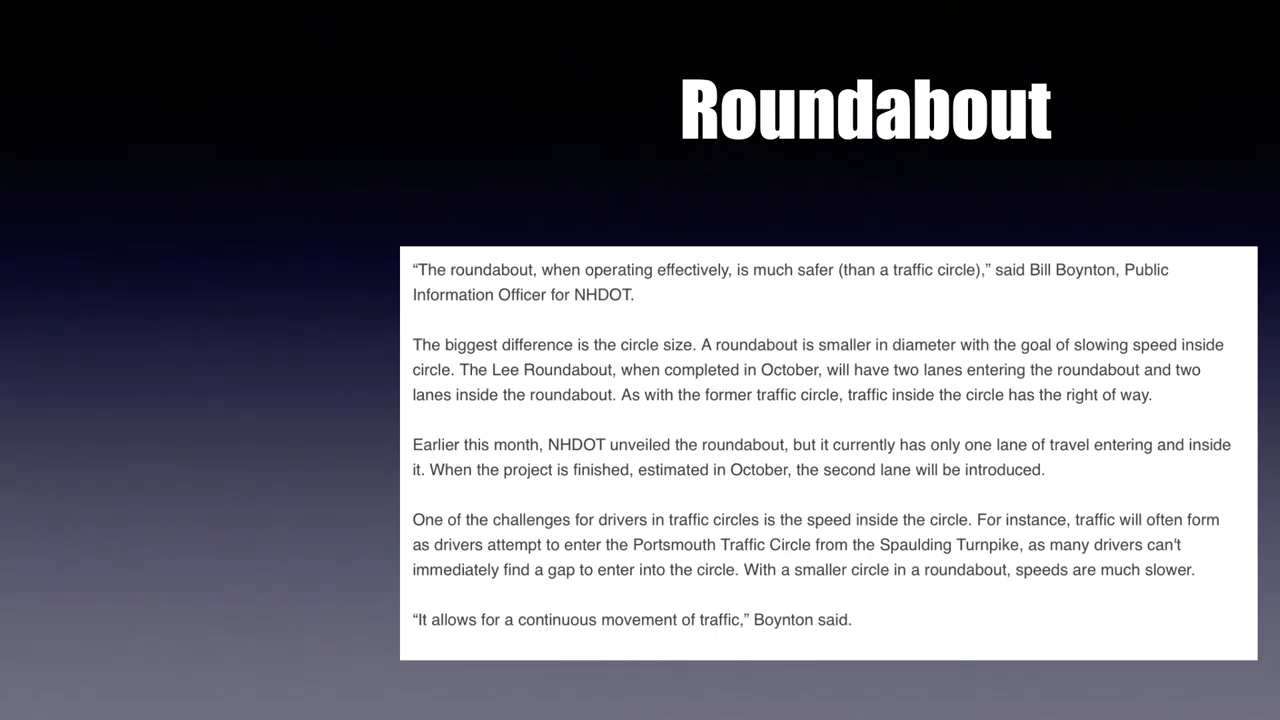 Roundabout
“The roundabout, when operating effectively, is much safer (than a traffic circle),” said Bill Boynton, Public
Information Officer for NHDOT.
The biggest difference is the circle size. A roundabout is smaller in diameter with the goal of slowing speed inside
circle. The Lee Roundabout, when completed in October, will have two lanes entering the roundabout and two
lanes inside the roundabout. As with the former traffic circle, traffic inside the circle has the right of way.
Earlier this month, NHDOT unveiled the roundabout, but it currently has only one lane of travel entering and inside
it. When the project is finished, estimated in October, the second lane will be introduced.
One of the challenges for drivers in traffic circles is the speed inside the circle. For instance, traffic will often form
as drivers attempt to enter the Portsmouth Traffic Circle from the Spaulding Turnpike, as many drivers can't
immediately find a gap to enter into the circle. With a smaller circle in a roundabout, speeds are much slower.
“It allows for a continuous movement of traffic,” Boynton said.